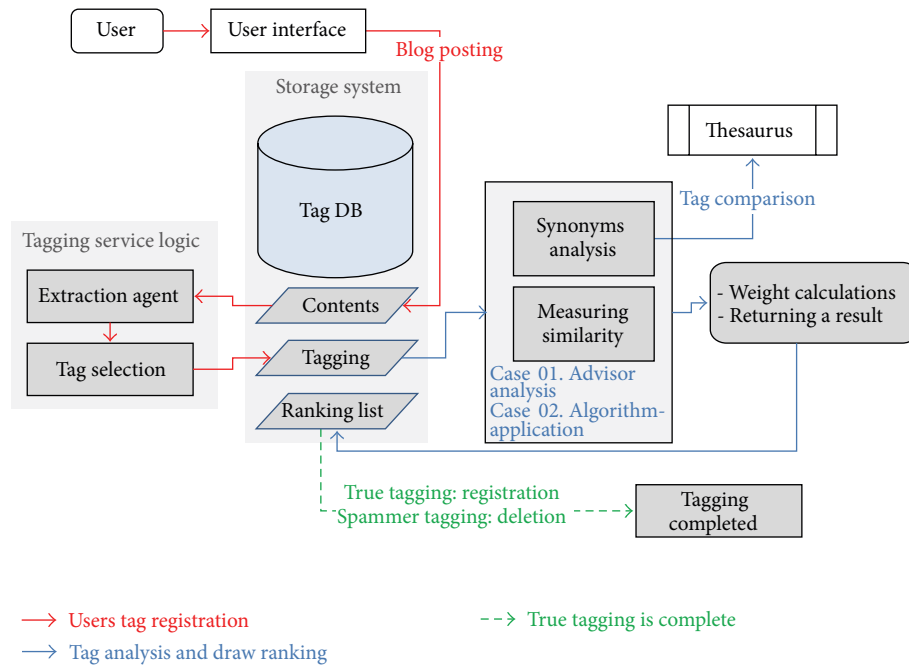 User
User interface
Blog posting
Storage system
Thesaurus
Tag DB
Tag comparison
Synonyms
analysis
Tagging service logic
Extraction agent
Contents
Measuring
similarity
- Weight calculations
- Returning a result
Tag selection
Tagging
Case 01. Advisor
analysis
Case 02. Algorithm-
application
Ranking list
True tagging: registration
Spammer tagging: deletion
Tagging
completed
Users tag registration
True tagging is complete
Tag analysis and draw ranking